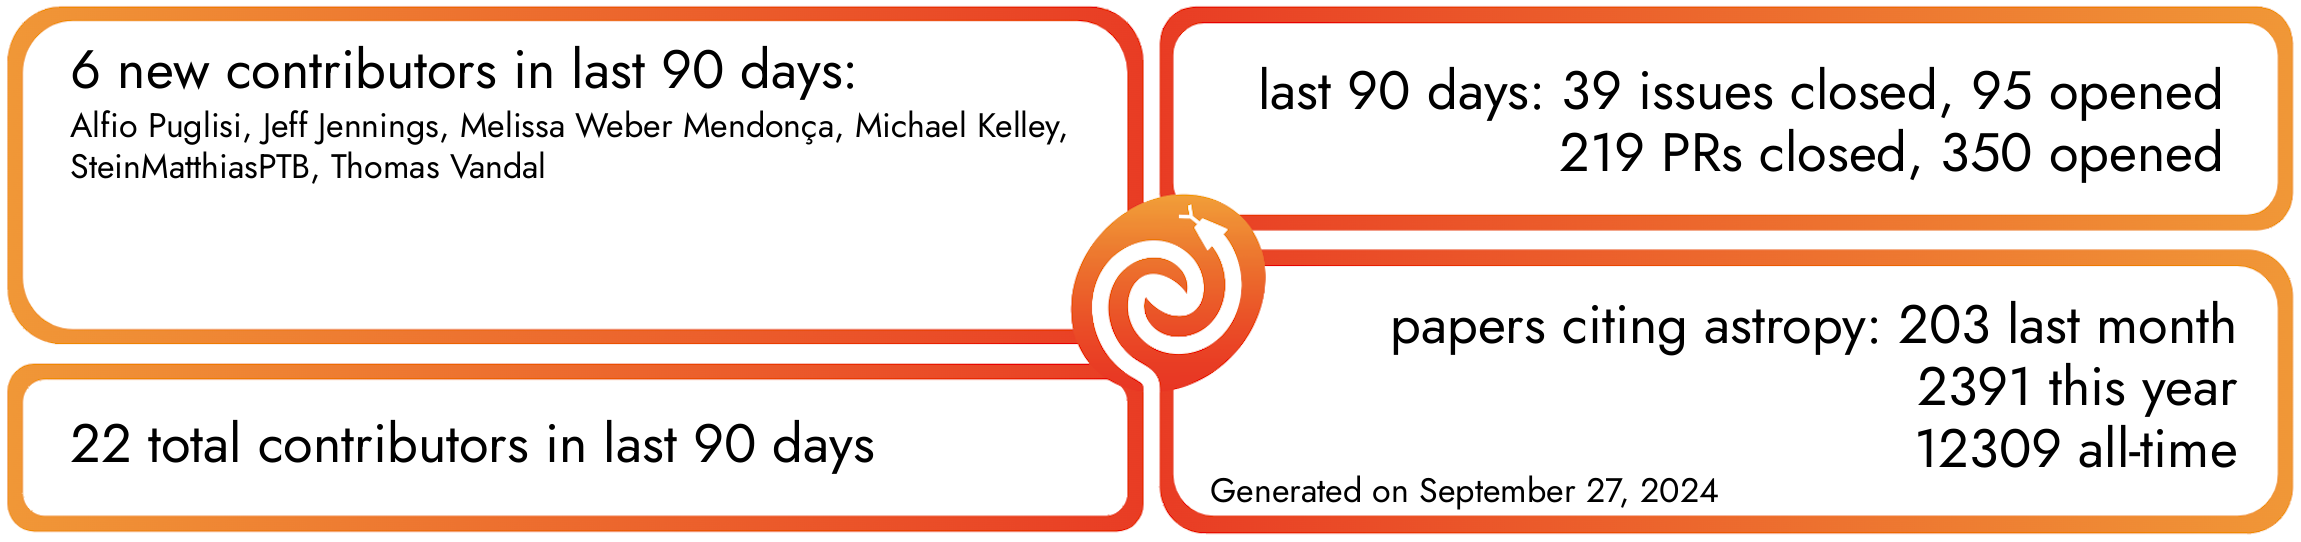 6 new contributors in last 90 days:
Alfio Puglisi, Jeff Jennings, Melissa Weber Mendonça, Michael Kelley,
SteinMatthiasPTB, Thomas Vandal
22 total contributors in last 90 days
last 90 days: 39 issues closed, 95 opened
219 PRs closed, 350 opened
papers citing astropy: 203 last month
2391 this year
12309 all-time
Generated on September 27, 2024